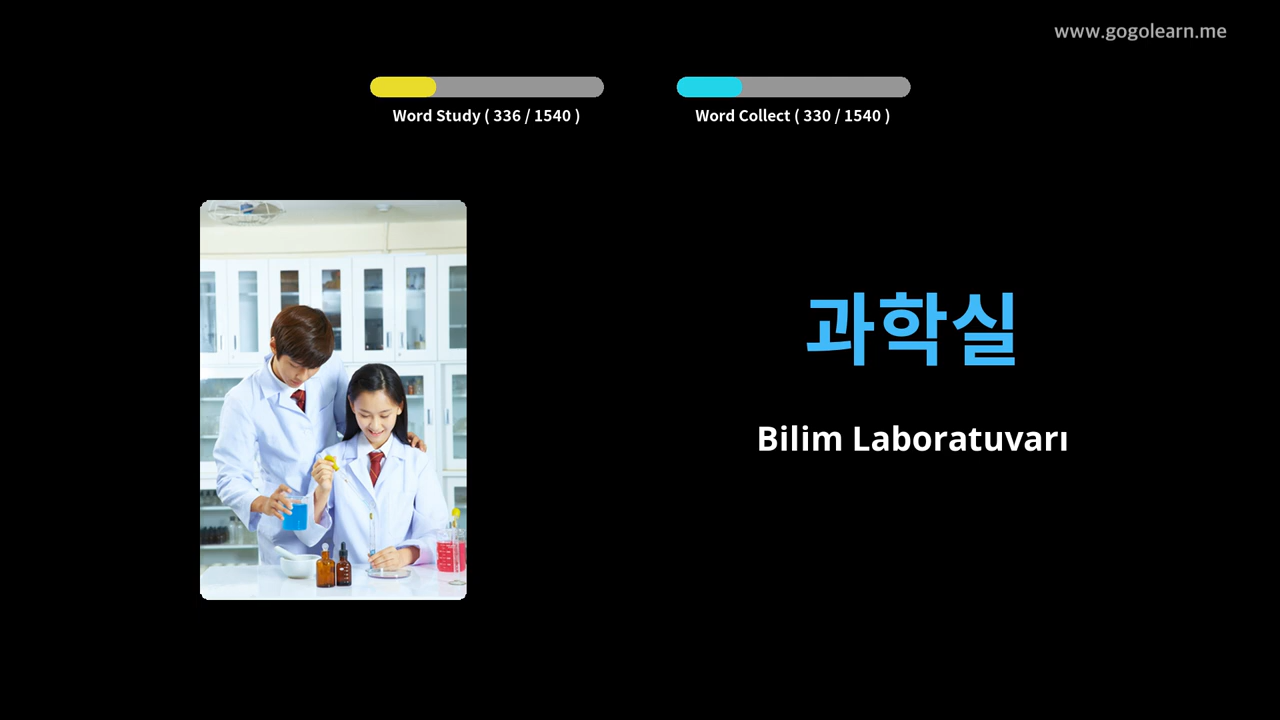 www.gogolearn.me
Word Study ( 336 / 1540 )
Word Collect ( 330 / 1540 )
과학실
Bilim Laboratuvarı